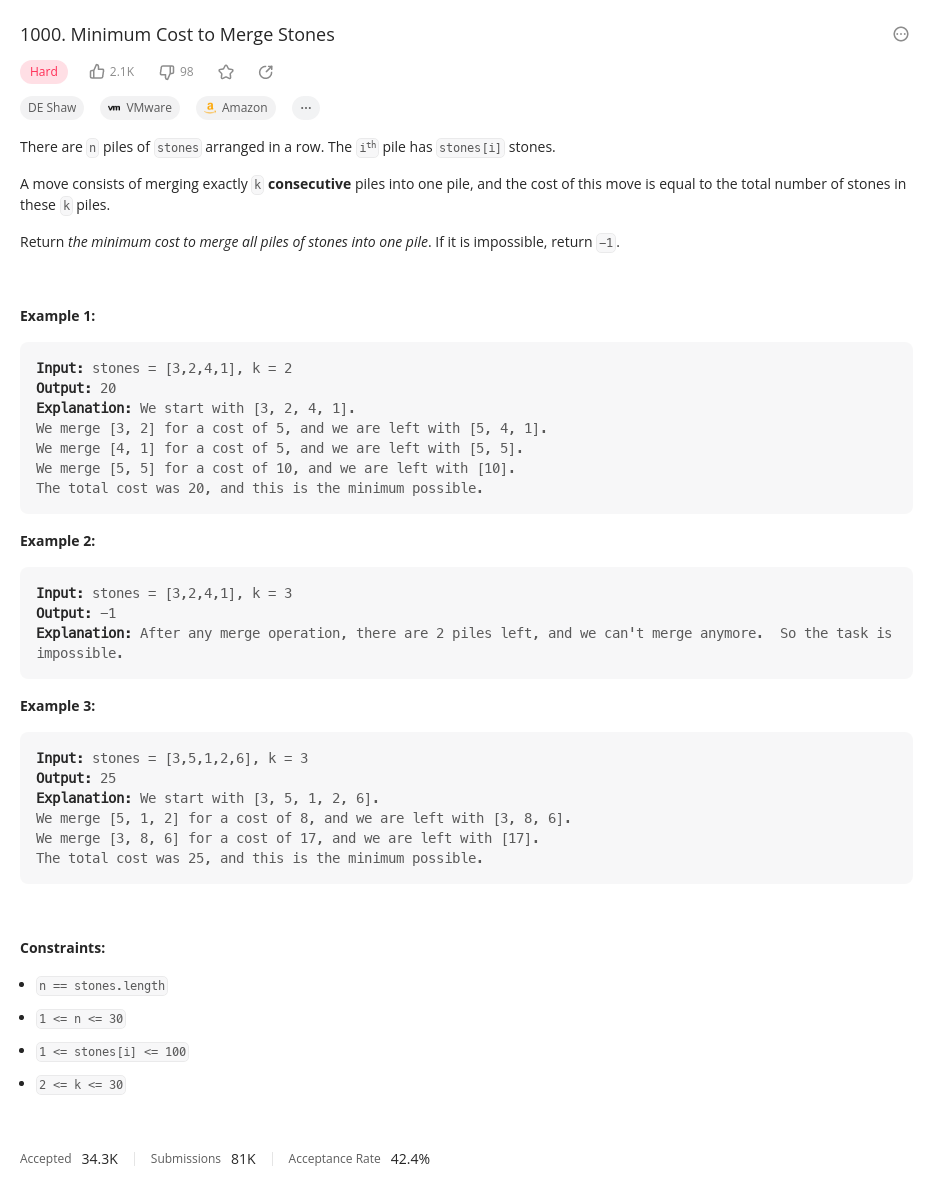 1000. Minimum Cost to Merge Stones
Hard 2.1K 98
DE Shaw vm VMware a Amazon ...
There are n piles of stones arranged in a row. The ith pile has stones[i] stones.
A move consists of merging exactly k consecutive piles into one pile, and the cost of this move is equal to the total number of stones in
these k piles.
Return the minimum cost to merge all piles of stones into one pile. If it is impossible, return -1.
Example 1:
Input: stones = [3,2,4,1], k = 2
Output: 20
Explanation: We start with [3, 2, 4, 1].
We merge [3, 2] for a cost of 5, and we are left with [5, 4, 1].
We merge [4, 1] for a cost of 5, and we are left with [5, 5].
We merge [5, 5] for a cost of 10, and we are left with [10].
The total cost was 20, and this is the minimum possible.
Example 2:
Input: stones = [3,2,4,1], k = 3
Output: -1
Explanation: After any merge operation, there are 2 piles left, and we can't merge anymore.  So the task is
impossible.
Example 3:
Input: stones = [3,5,1,2,6], k = 3
Output: 25
Explanation: We start with [3, 5, 1, 2, 6].
We merge [5, 1, 2] for a cost of 8, and we are left with [3, 8, 6].
We merge [3, 8, 6] for a cost of 17, and we are left with [17].
The total cost was 25, and this is the minimum possible.
Constraints:
• n == stones.length
• 1 <= n <= 30
• 1 <= stones[i] <= 100
• 2 <= k <= 30
Accepted 34.3K Submissions 81K Acceptance Rate 42.4%